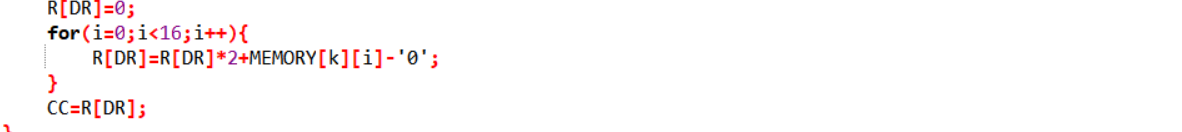 R[DR]=0;
for(i=0;i<16;i++){
R[DR]=R[DR]*2+MEMORY[k][i]-'0';
}
CC=R[DR];
}